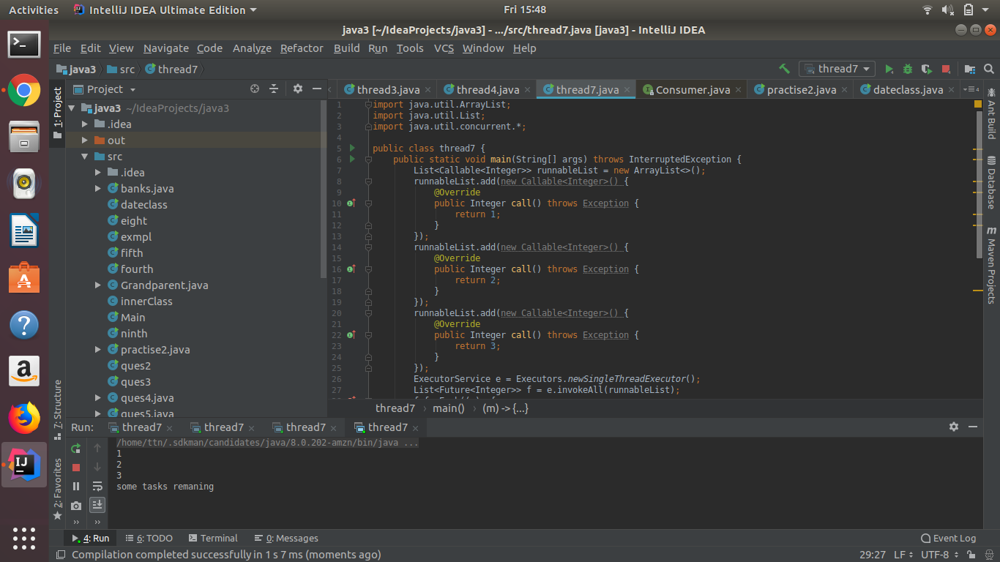 Activities IntelliJ IDEA Ultimate Edition Fri 15:48
java3 [~/IdeaProjects/java3] - .../src/thread7.java [java3] - IntelliJ IDEA
File Edit View Navigate Code Analyze Refactor Build Run Tools VCS Window Help
java3 src thread7 thread7
Project thread3.java thread4.java thread7.java Consumer.java practise2.java dateclass.java 4
1: Project
7: Structure
2: Favorites
java3 ~/IdeaProjects/java3
.idea
out
src
.idea
banks.java
dateclass
eight
exmpl
fifth
fourth
Grandparent.java
innerClass
Main
ninth
practise2.java
ques2
ques3
ques4.java
ques5.java
1 import java.util.ArrayList;
2 import java.util.List;
3 import java.util.concurrent.*;
4
5 public class thread7 {
6 public static void main(String[] args) throws InterruptedException {
7 List<Callable<Integer>> runnableList = new ArrayList<>();
8 runnableList.add(new Callable<Integer>() {
9 @Override
10 public Integer call() throws Exception {
11 return 1;
12 }
13 });
14 runnableList.add(new Callable<Integer>() {
15 @Override
16 public Integer call() throws Exception {
17 return 2;
18 }
19 });
20 runnableList.add(new Callable<Integer>() {
21 @Override
22 public Integer call() throws Exception {
23 return 3;
24 }
25 });
26 ExecutorService e = Executors.newSingleThreadExecutor();
27 List<Future<Integer>> f = e.invokeAll(runnableList);
thread7 main() (m) -> {...}
Ant Build
Database
Maven Projects
Run: thread7 thread7 thread7 thread7
/home/ttn/.sdkman/candidates/java/8.0.202-amzn/bin/java ...
1
2
3
some tasks remaning
4: Run 6: TODO Terminal 0: Messages Event Log
Compilation completed successfully in 1 s 7 ms (moments ago) 29:27 LF UTF-8